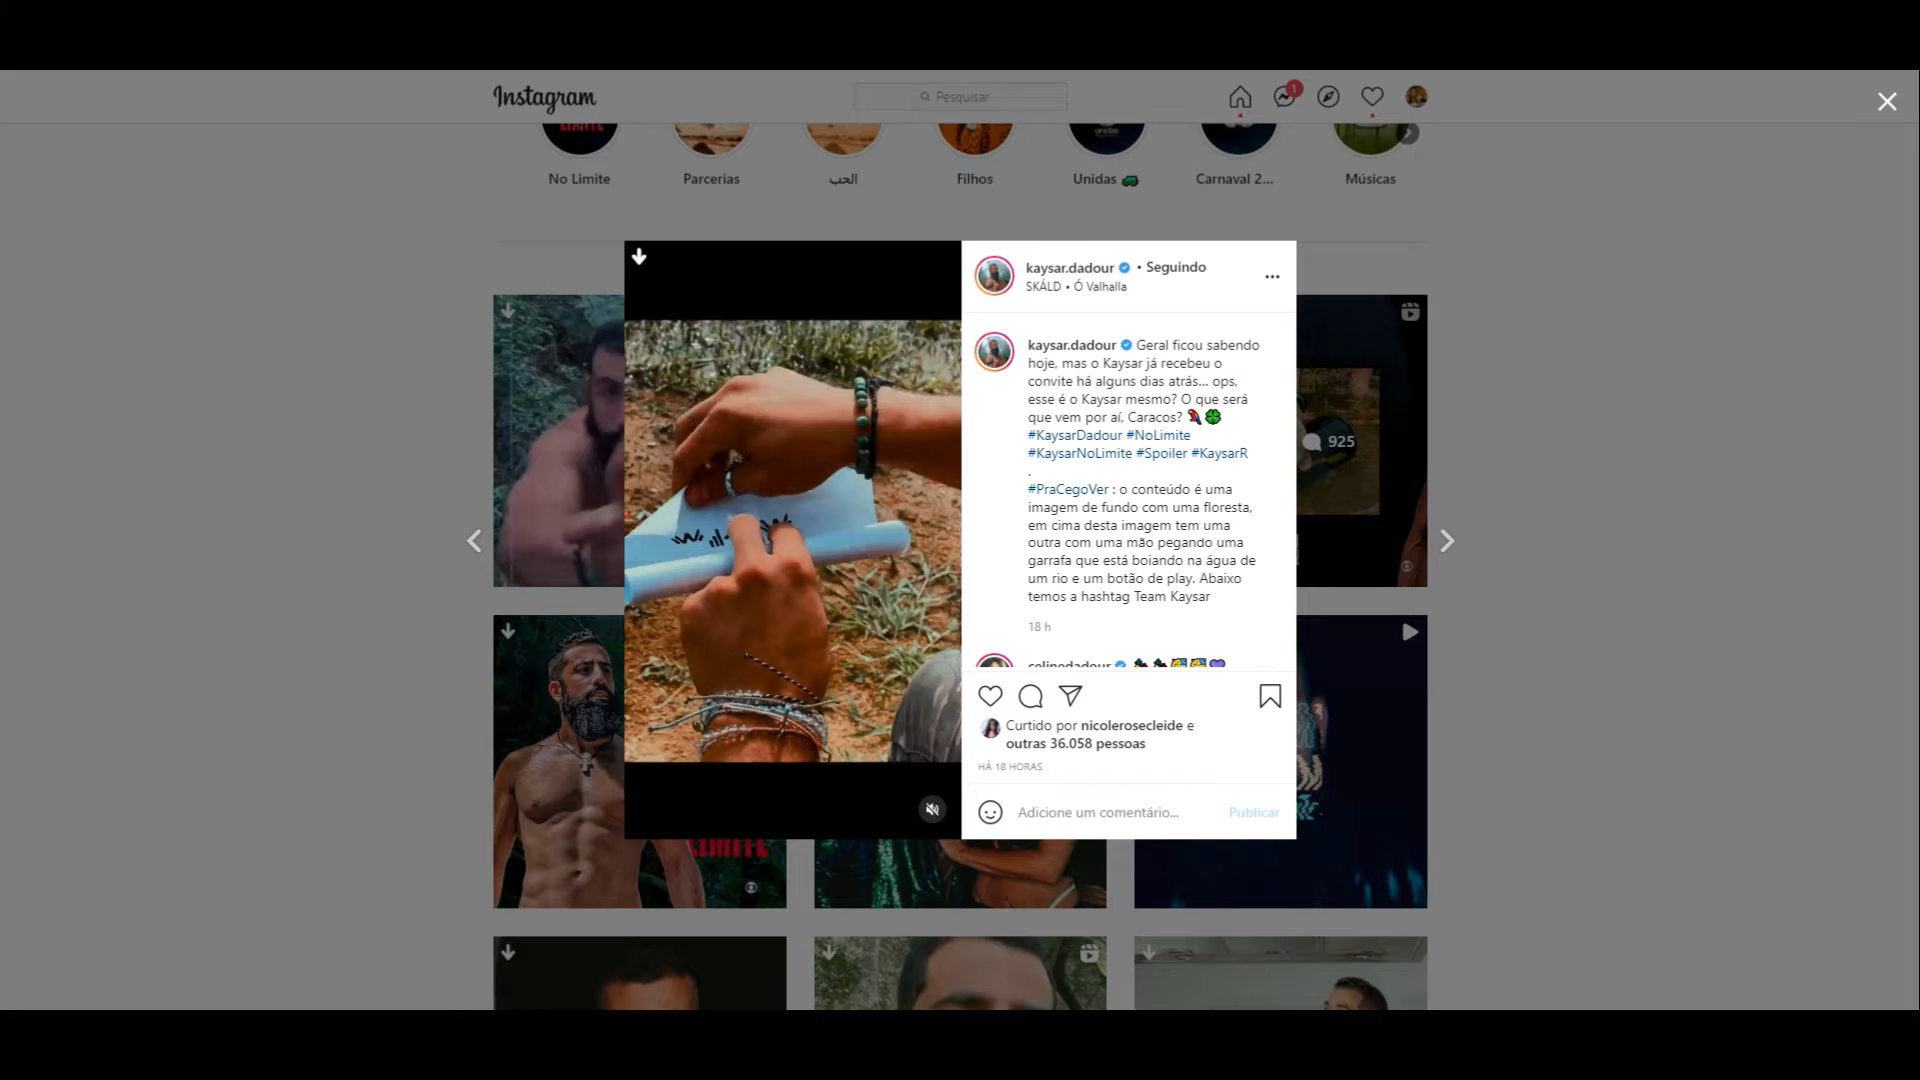 Instagram
Pesquisar
1
No Limite
Parcerias
الحب
Filhos
Unidas
Carnaval 2...
Músicas
kaysar.dadour • Seguindo
SKÁLD • Ó Valhalla
kaysar.dadour Geral ficou sabendo
hoje, mas o Kaysar já recebeu o
convite há alguns dias atrás... ops,
esse é o Kaysar mesmo? O que será
que vem por aí, Caracos? 🦜🍀
#KaysarDadour #NoLimite
#KaysarNoLimite #Spoiler #KaysarR
.
#PraCegoVer : o conteúdo é uma
imagem de fundo com uma floresta,
em cima desta imagem tem uma
outra com uma mão pegando uma
garrafa que está boiando na água de
um rio e um botão de play. Abaixo
temos a hashtag Team Kaysar
18 h
celinedadour
Curtido por nicolerosecleide e
outras 36.058 pessoas
HÁ 18 HORAS
Adicione um comentário...
Publicar
925
LIMITE